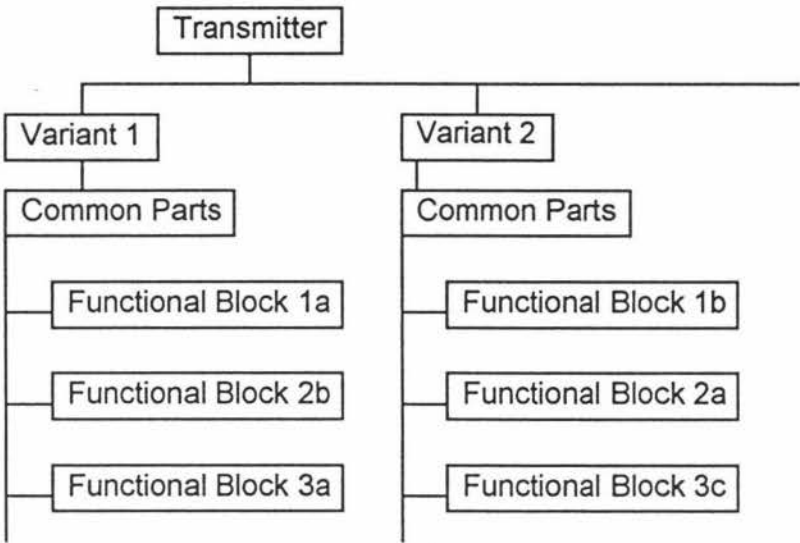 Transmitter
Variant 1
Variant 2
Common Parts
Common Parts
Functional Block 1a
Functional Block 1b
Functional Block 2b
Functional Block 2a
Functional Block 3a
Functional Block 3c